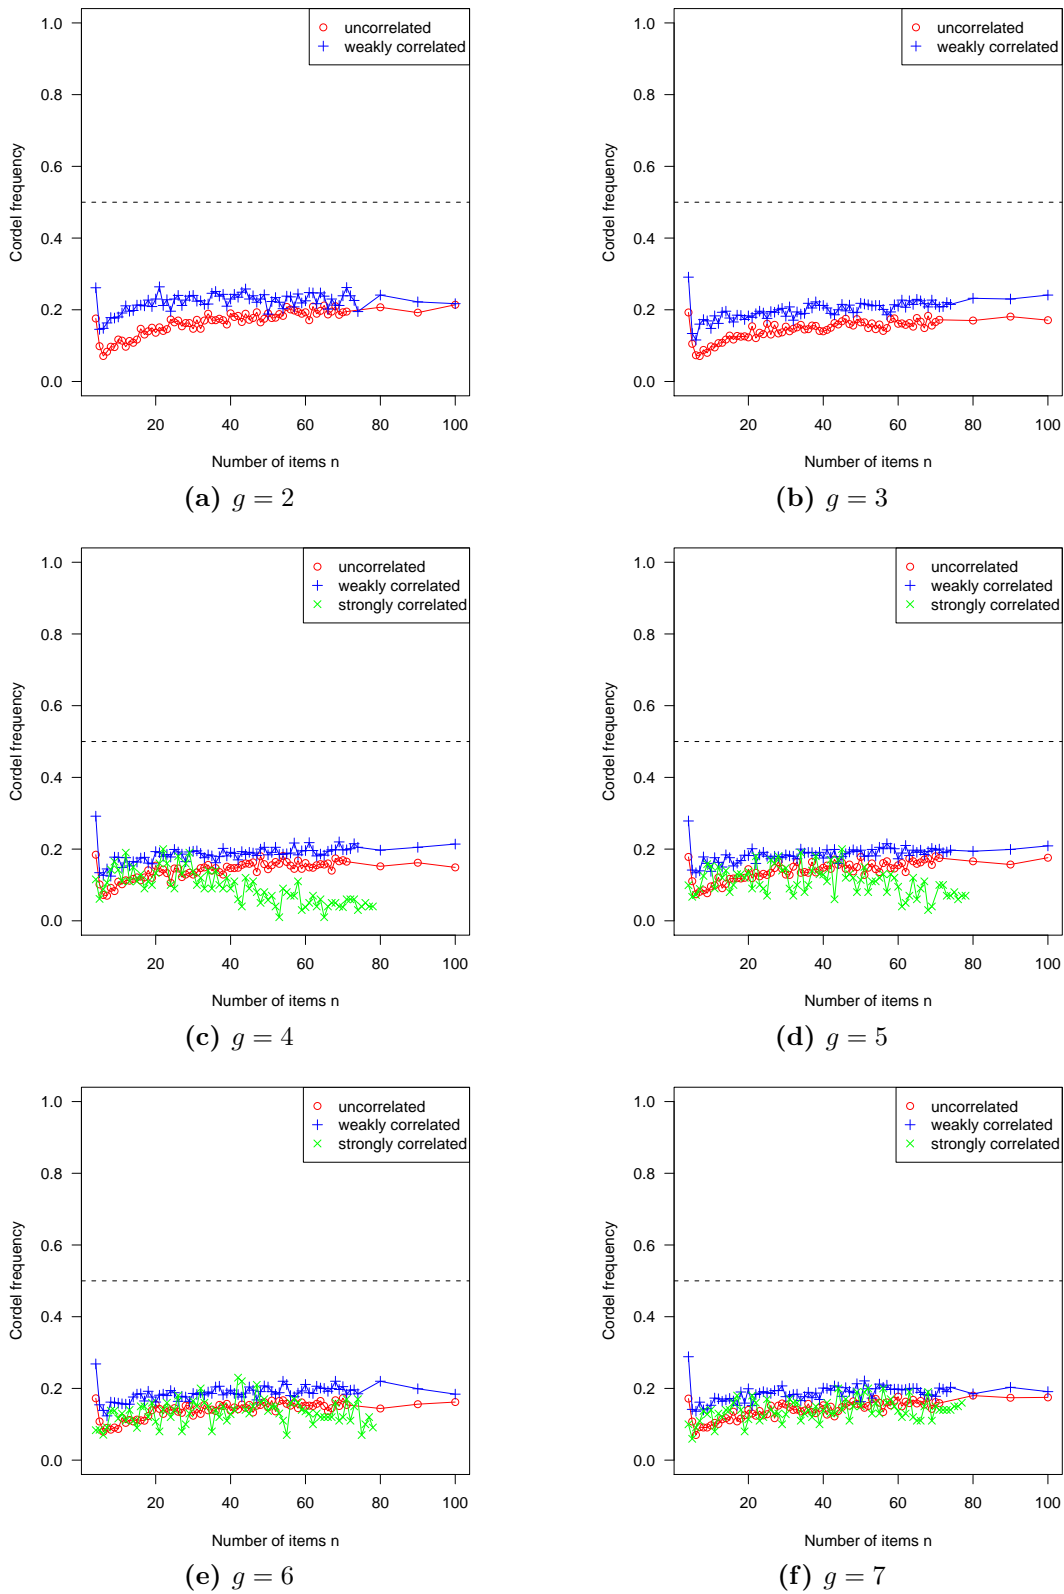 uncorrelated
weakly correlated
1.0
0.8
0.6
0.4
0.2
0.0
Cordel frequency
20 40 60 80 100
Number of items n
(a) g = 2
uncorrelated
weakly correlated
1.0
0.8
0.6
0.4
0.2
0.0
Cordel frequency
20 40 60 80 100
Number of items n
(b) g = 3
uncorrelated
weakly correlated
strongly correlated
1.0
0.8
0.6
0.4
0.2
0.0
Cordel frequency
20 40 60 80 100
Number of items n
(c) g = 4
uncorrelated
weakly correlated
strongly correlated
1.0
0.8
0.6
0.4
0.2
0.0
Cordel frequency
20 40 60 80 100
Number of items n
(d) g = 5
uncorrelated
weakly correlated
strongly correlated
1.0
0.8
0.6
0.4
0.2
0.0
Cordel frequency
20 40 60 80 100
Number of items n
(e) g = 6
uncorrelated
weakly correlated
strongly correlated
1.0
0.8
0.6
0.4
0.2
0.0
Cordel frequency
20 40 60 80 100
Number of items n
(f) g = 7